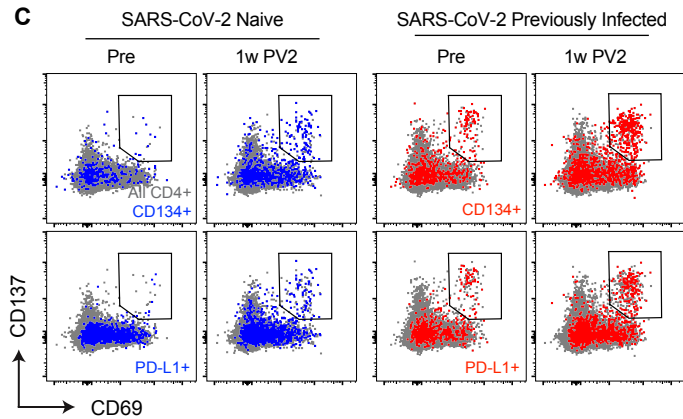 C
SARS-CoV-2 Naive
SARS-CoV-2 Previously Infected
Pre
1w PV2
Pre
1w PV2
All CD4+
CD134+
CD134+
CD137
PD-L1+
PD-L1+
CD69